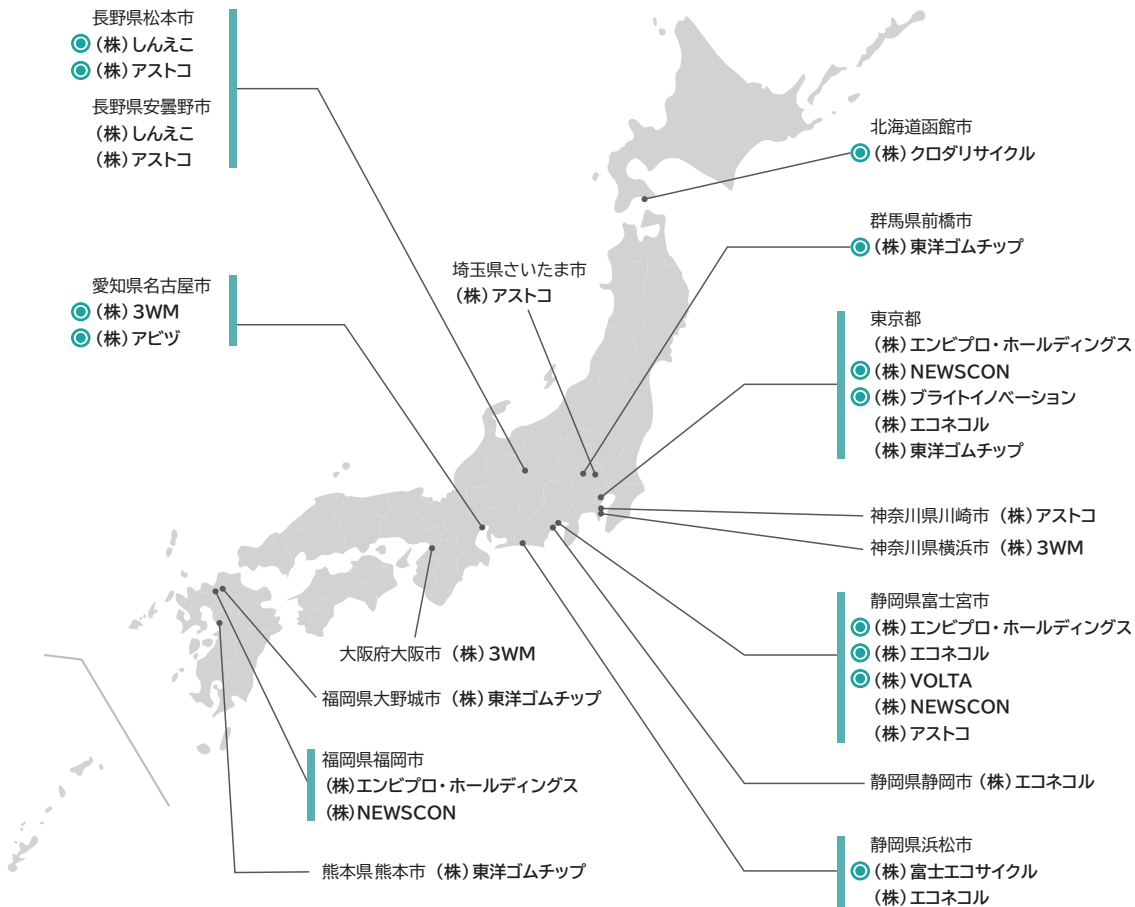 長野県松本市
(株)しんえこ
(株)アストコ
長野県安曇野市
(株)しんえこ
(株)アストコ
愛知県名古屋市
(株)3WM
(株)アビヅ
埼玉県さいたま市
(株)アストコ
北海道函館市
(株)クロダリサイクル
群馬県前橋市
(株)東洋ゴムチップ
東京都
(株)エンビプロ・ホールディングス
(株)NEWSCON
(株)ブライトイノベーション
(株)エコネコル
(株)東洋ゴムチップ
神奈川県川崎市 (株)アストコ
神奈川県横浜市 (株)3WM
静岡県富士宮市
(株)エンビプロ・ホールディングス
(株)エコネコル
(株)VOLTA
(株)NEWSCON
(株)アストコ
静岡県静岡市 (株)エコネコル
静岡県浜松市
(株)富士エコサイクル
(株)エコネコル
大阪府大阪市 (株)3WM
福岡県大野城市 (株)東洋ゴムチップ
福岡県福岡市
(株)エンビプロ・ホールディングス
(株)NEWSCON
熊本県熊本市 (株)東洋ゴムチップ